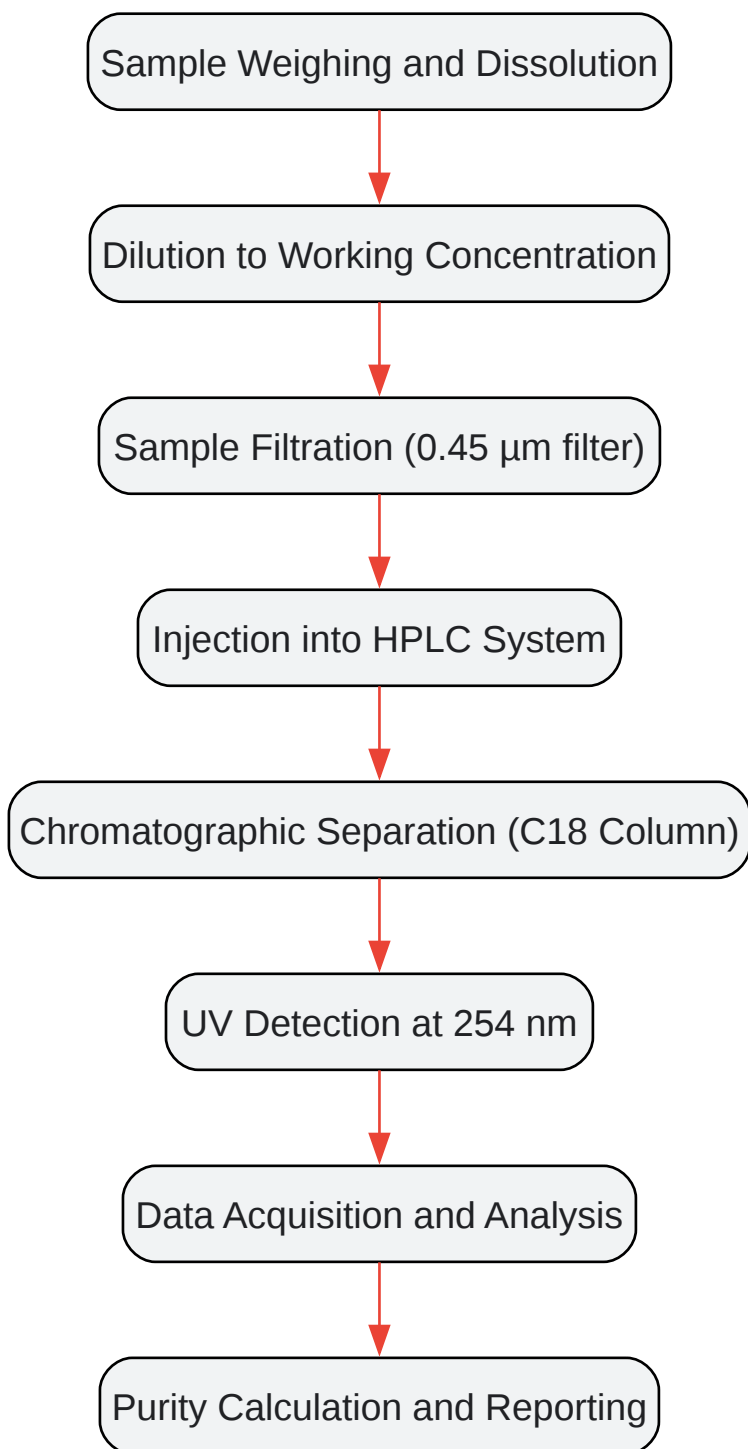 Sample Weighing and Dissolution
Dilution to Working Concentration
Sample Filtration (0.45 µm filter)
Injection into HPLC System
Chromatographic Separation (C18 Column)
UV Detection at 254 nm
Data Acquisition and Analysis
Purity Calculation and Reporting